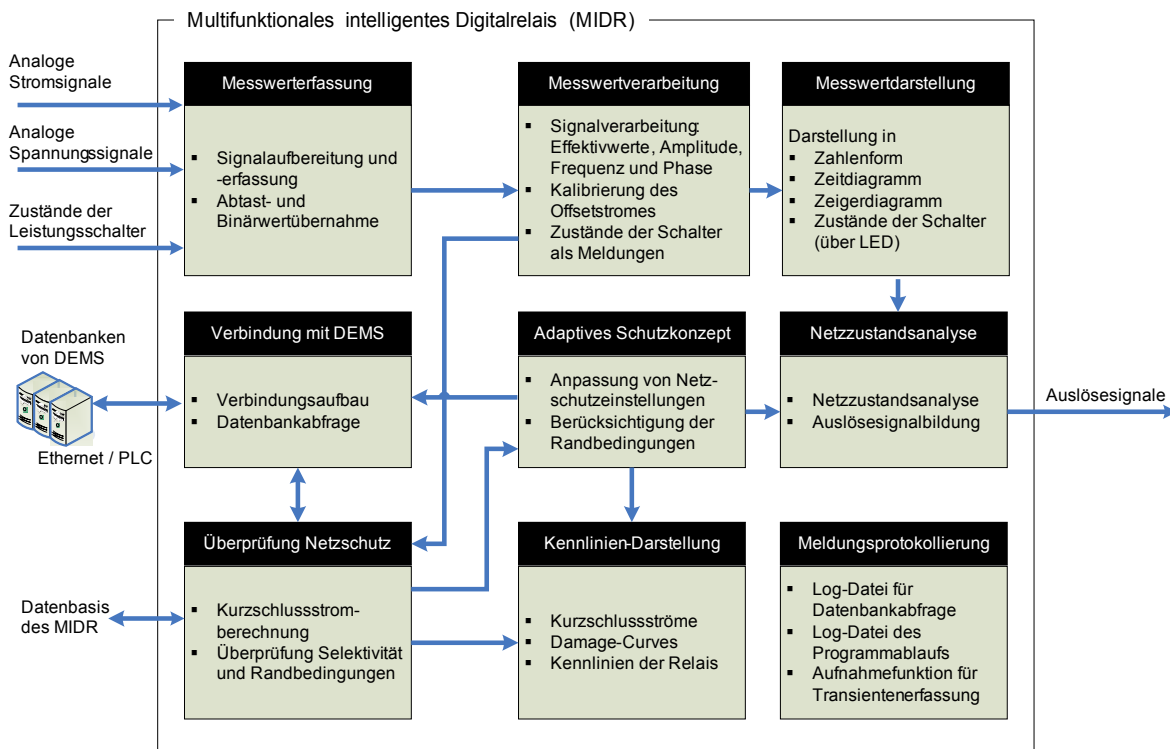 Multifunktionales intelligentes Digitalrelais (MIDR)
Analoge
Stromsignale
Analoge
Spannungssignale
Zustände der
Leistungsschalter
Messwerterfassung
▪ Signalaufbereitung und
-erfassung
▪ Abtast- und
Binärwertübernahme
Messwertverarbeitung
▪ Signalverarbeitung:
Effektivwerte, Amplitude,
Frequenz und Phase
▪ Kalibrierung des
Offsetstromes
▪ Zustände der Schalter
als Meldungen
Messwertdarstellung
Darstellung in
▪ Zahlenform
▪ Zeitdiagramm
▪ Zeigerdiagramm
▪ Zustände der Schalter
(über LED)
Datenbanken
von DEMS
Ethernet / PLC
Verbindung mit DEMS
▪ Verbindungsaufbau
▪ Datenbankabfrage
Adaptives Schutzkonzept
▪ Anpassung von Netz-
schutzeinstellungen
▪ Berücksichtigung der
Randbedingungen
Netzzustandsanalyse
▪ Netzzustandsanalyse
▪ Auslösesignalbildung
Auslösesignale
Datenbasis
des MIDR
Überprüfung Netzschutz
▪ Kurzschlussstrom-
berechnung
▪ Überprüfung Selektivität
und Randbedingungen
Kennlinien-Darstellung
▪ Kurzschlussströme
▪ Damage-Curves
▪ Kennlinien der Relais
Meldungsprotokollierung
▪ Log-Datei für
Datenbankabfrage
▪ Log-Datei des
Programmablaufs
▪ Aufnahmefunktion für
Transientenerfassung